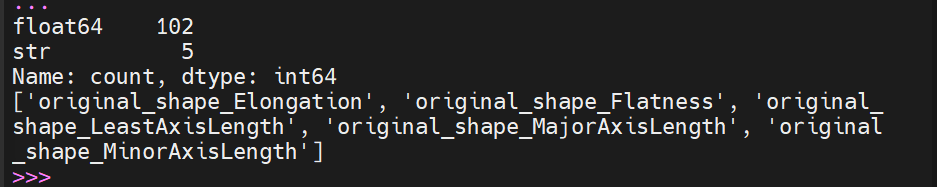 ...
float64    102
str          5
Name: count, dtype: int64
['original_shape_Elongation', 'original_shape_Flatness', 'original_
shape_LeastAxisLength', 'original_shape_MajorAxisLength', 'original
_shape_MinorAxisLength']
>>>